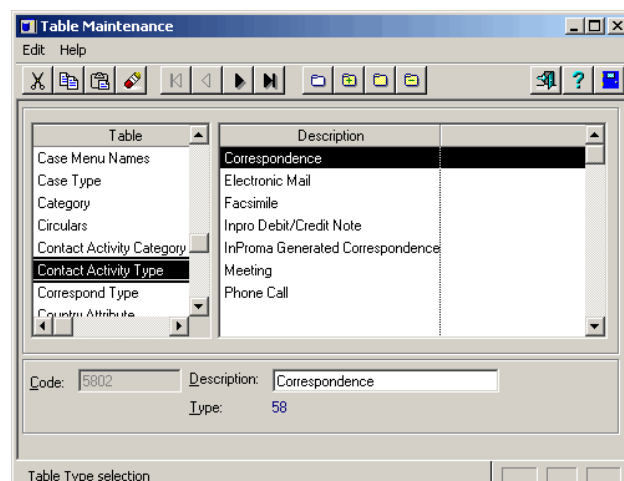 Table Maintenance
Edit Help
Table
Case Menu Names
Case Type
Category
Circulars
Contact Activity Category
Contact Activity Type
Correspond Type
Country Attribute
Description
Correspondence
Electronic Mail
Facsimile
Inpro Debit/Credit Note
InProma Generated Correspondence
Meeting
Phone Call
Code: 5802 Description: Correspondence
Type: 58
Table Type selection